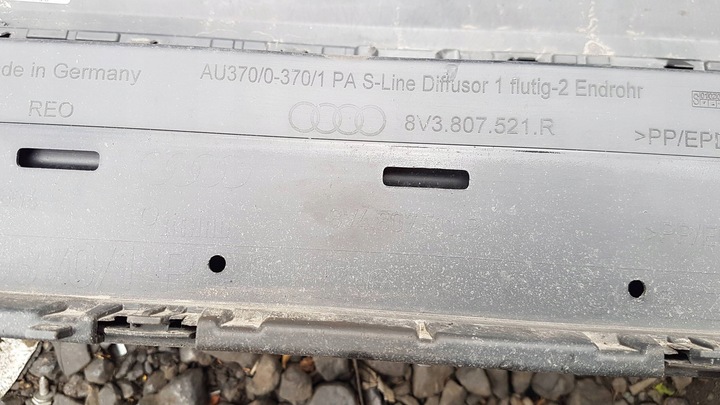 de in Germany
AU370/0-370/1 PA S-Line Diffusor 1 flutig-2 Endrohr
REO
8V3.807.521.R
>PP/EPD